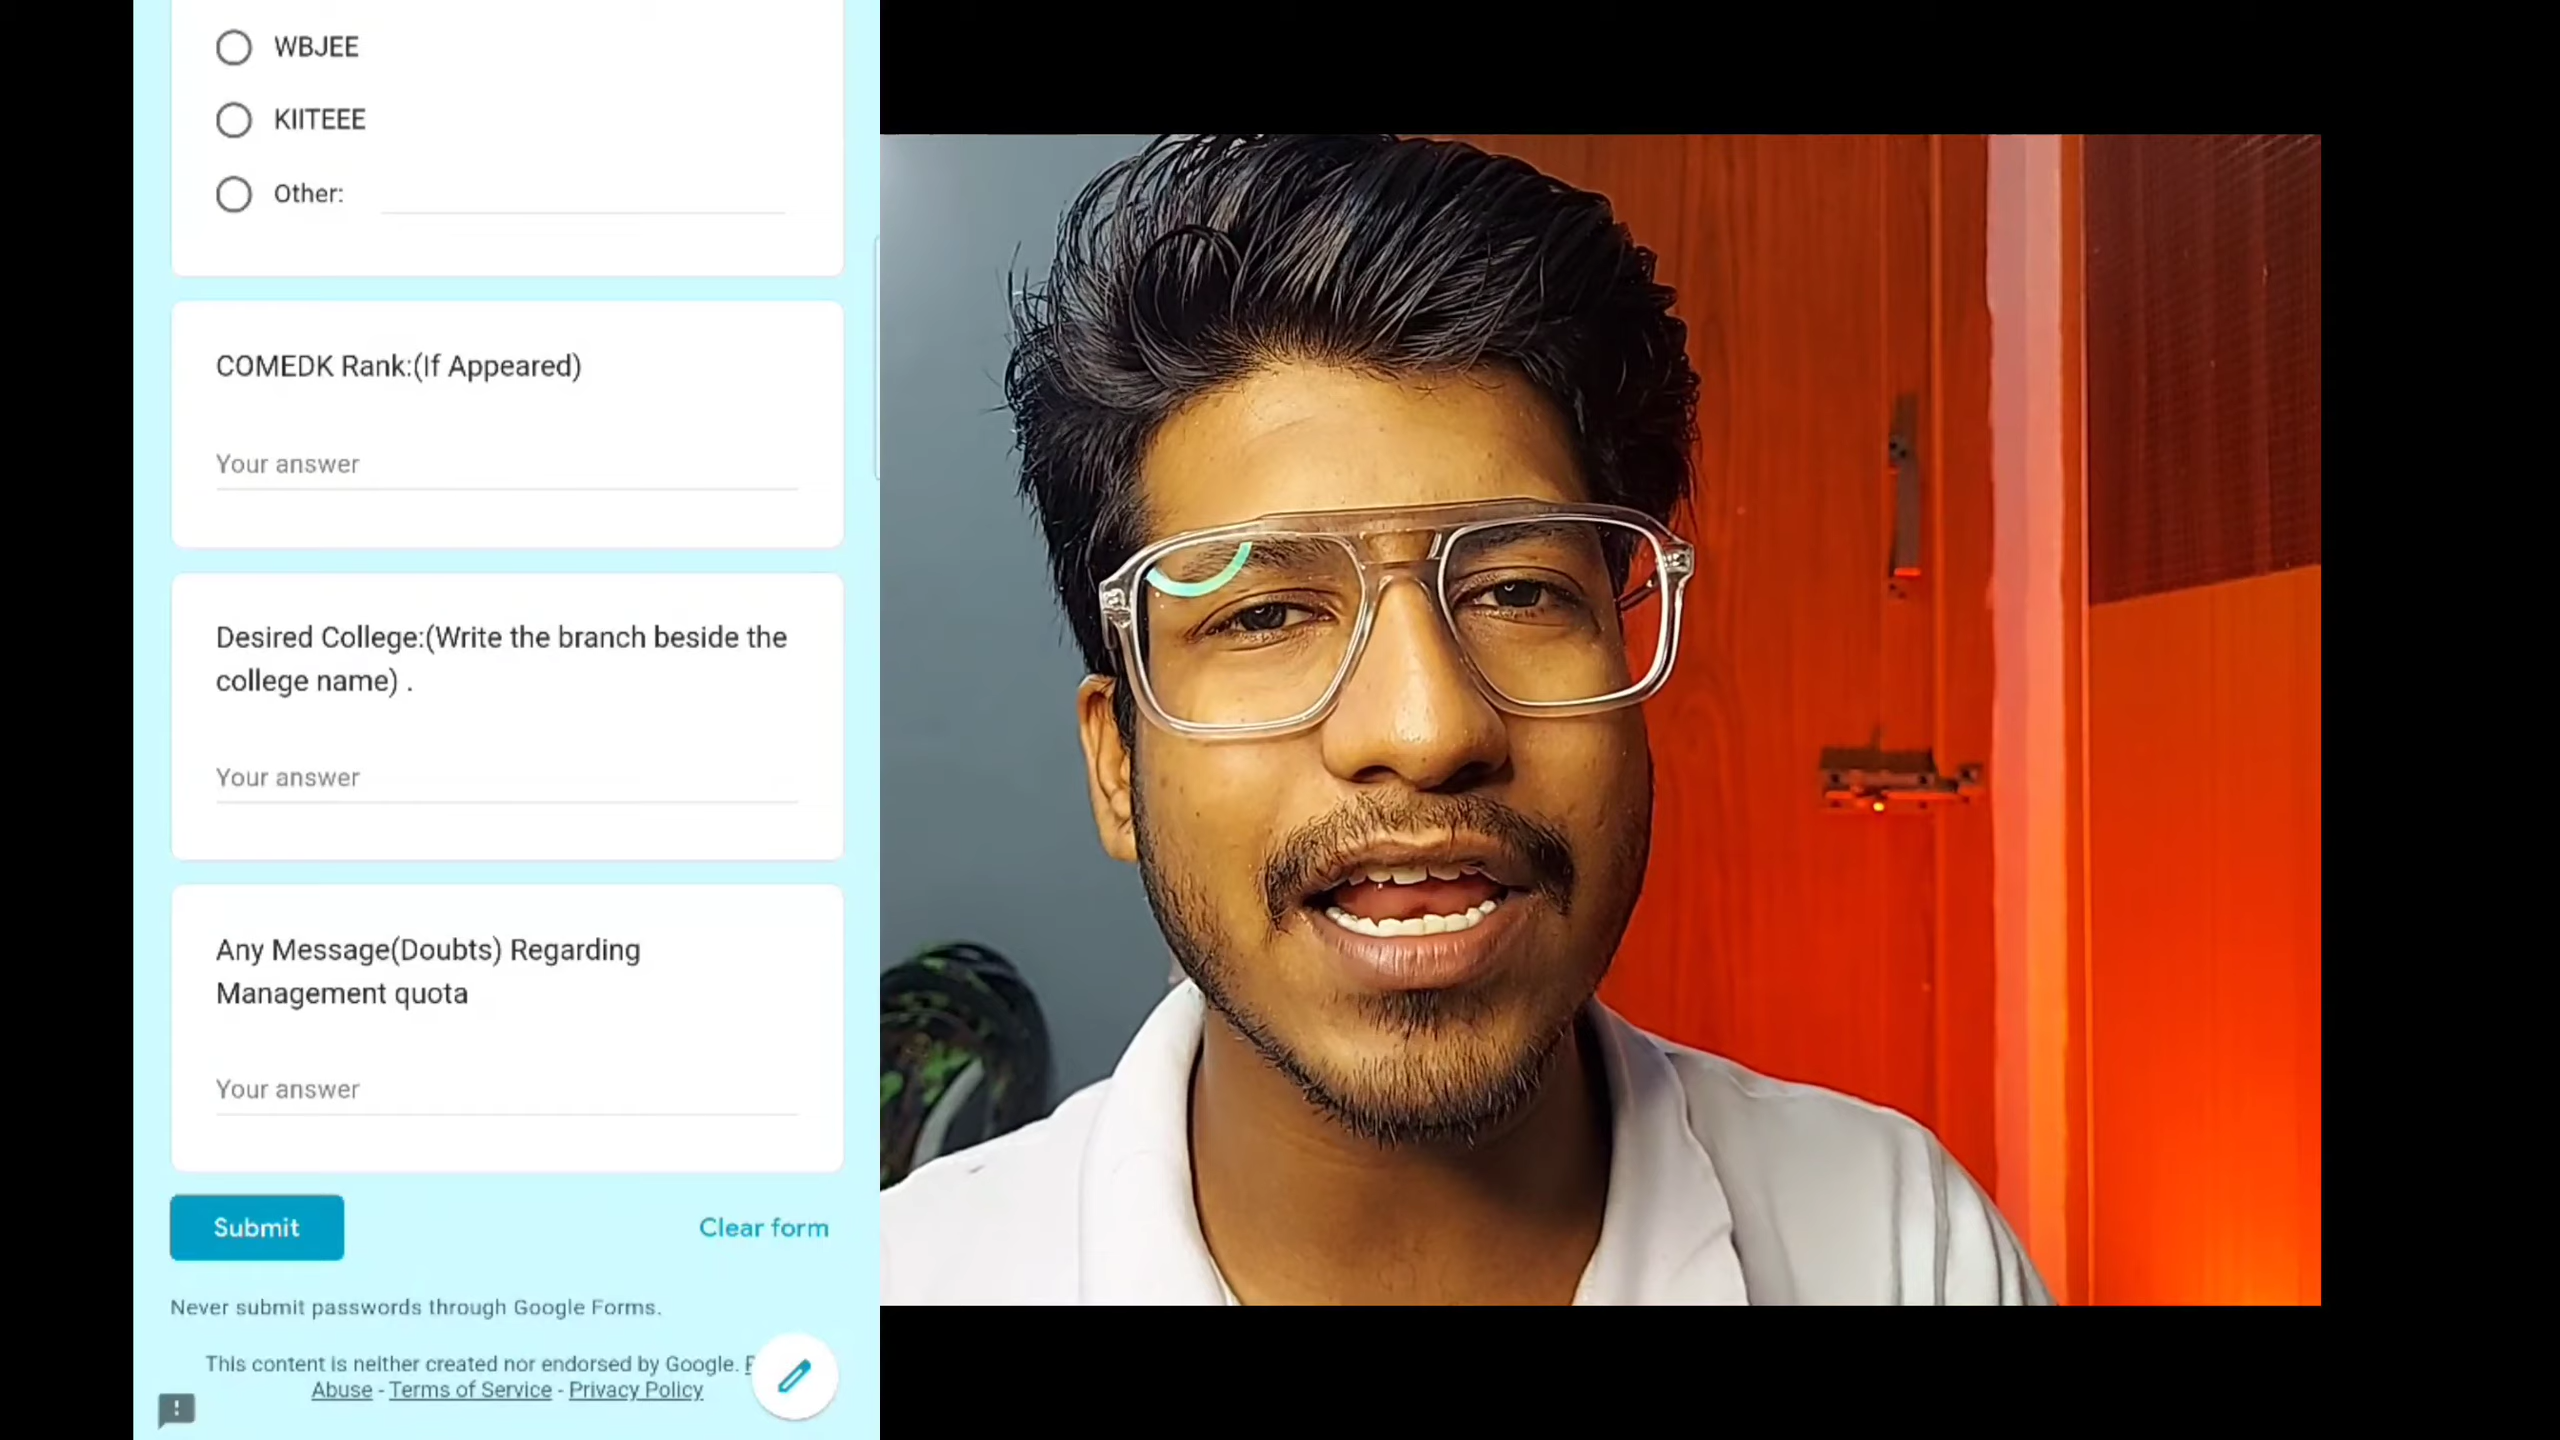 WBJEE
KIITEEE
Other:
COMEDK Rank:(If Appeared)
Your answer
Desired College:(Write the branch beside the
college name) .
Your answer
Any Message(Doubts) Regarding
Management quota
Your answer
Submit
Clear form
Never submit passwords through Google Forms.
This content is neither created nor endorsed by Google.
Abuse - Terms of Service - Privacy Policy